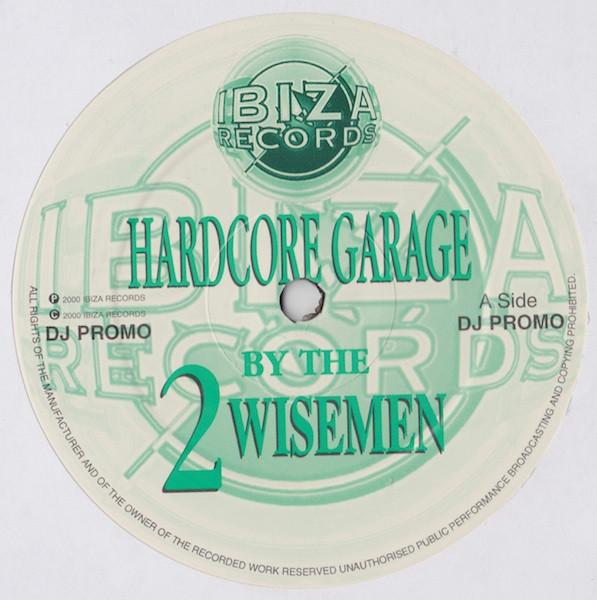 IBIZA
RECORDS
IBIZA
RECORDS
HARDCORE GARAGE
℗ 2000 IBIZA RECORDS
© 2000 IBIZA RECORDS
DJ PROMO
A Side
DJ PROMO
BY THE
2 WISEMEN
ALL RIGHTS OF THE MANUFACTURER AND OF THE OWNER OF THE RECORDED WORK RESERVED UNAUTHORISED PUBLIC PERFORMANCE BROADCASTING AND COPYING PROHIBITED.